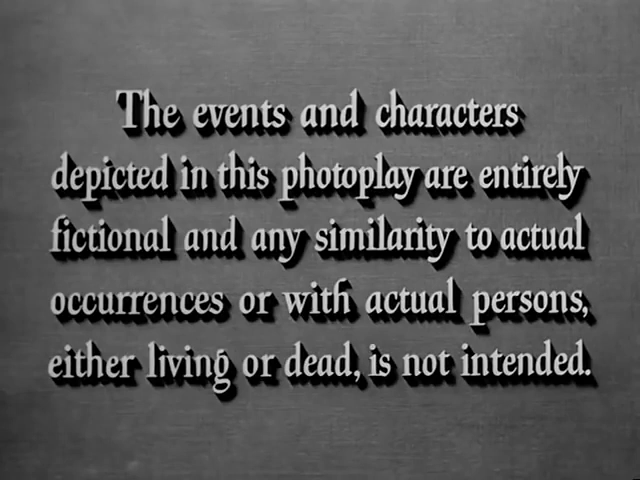 The events and characters
depicted in this photoplay are entirely
fictional and any similarity to actual
occurrences or with actual persons,
either living or dead, is not intended.